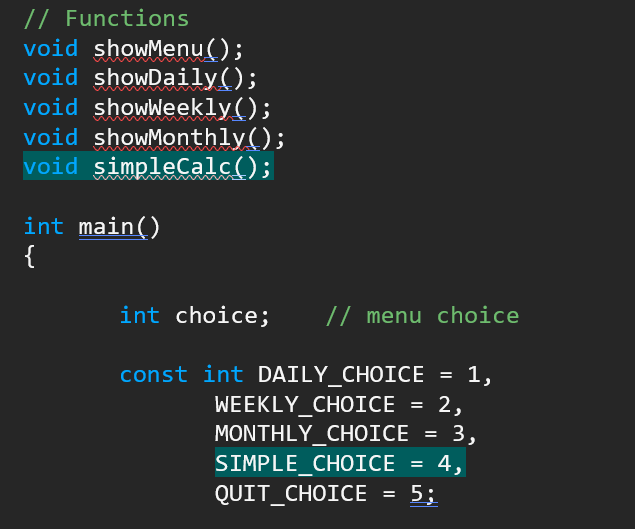 // Functions
void showMenu();
void showDaily();
void showWeekly();
void showMonthly();
void simpleCalc();
int main()
{
int choice;    // menu choice
const int DAILY_CHOICE = 1,
WEEKLY_CHOICE = 2,
MONTHLY_CHOICE = 3,
SIMPLE_CHOICE = 4,
QUIT_CHOICE = 5;